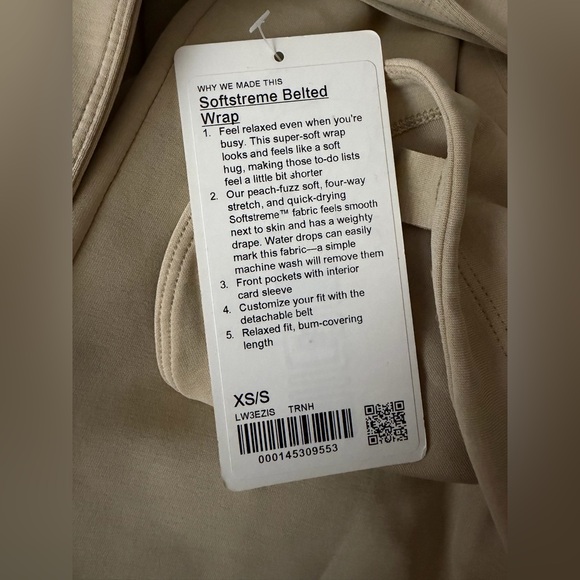 WHY WE MADE THIS
Softstreme Belted
Wrap
1. Feel relaxed even when you're
busy. This super-soft wrap
looks and feels like a soft
hug, making those to-do lists
feel a little bit shorter
2. Our peach-fuzz soft, four-way
stretch, and quick-drying
Softstreme™ fabric feels smooth
next to skin and has a weighty
drape. Water drops can easily
mark this fabric—a simple
machine wash will remove them
3. Front pockets with interior
card sleeve
4. Customize your fit with the
detachable belt
5. Relaxed fit, bum-covering
length
XS/S
LW3EZIS TRNH
000145309553